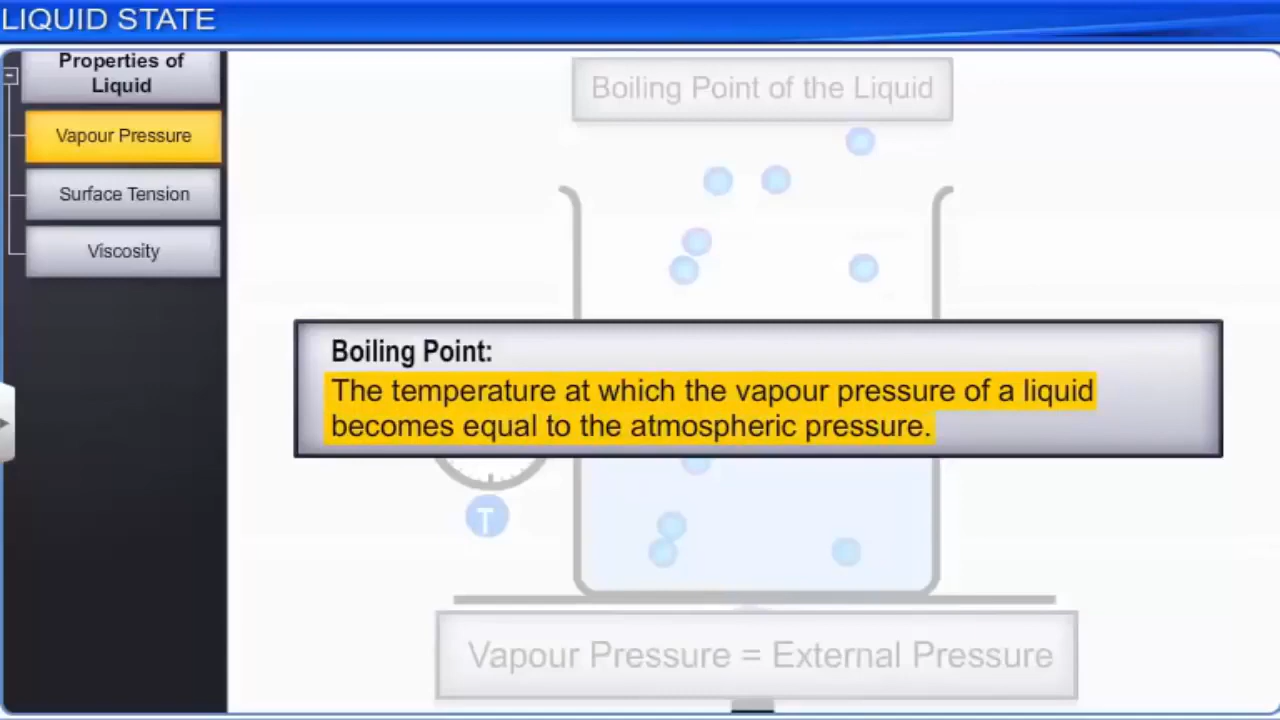 LIQUID STATE
Properties of
Liquid
Vapour Pressure
Surface Tension
Viscosity
Boiling Point of the Liquid
Boiling Point:
The temperature at which the vapour pressure of a liquid
becomes equal to the atmospheric pressure.
T
Vapour Pressure = External Pressure